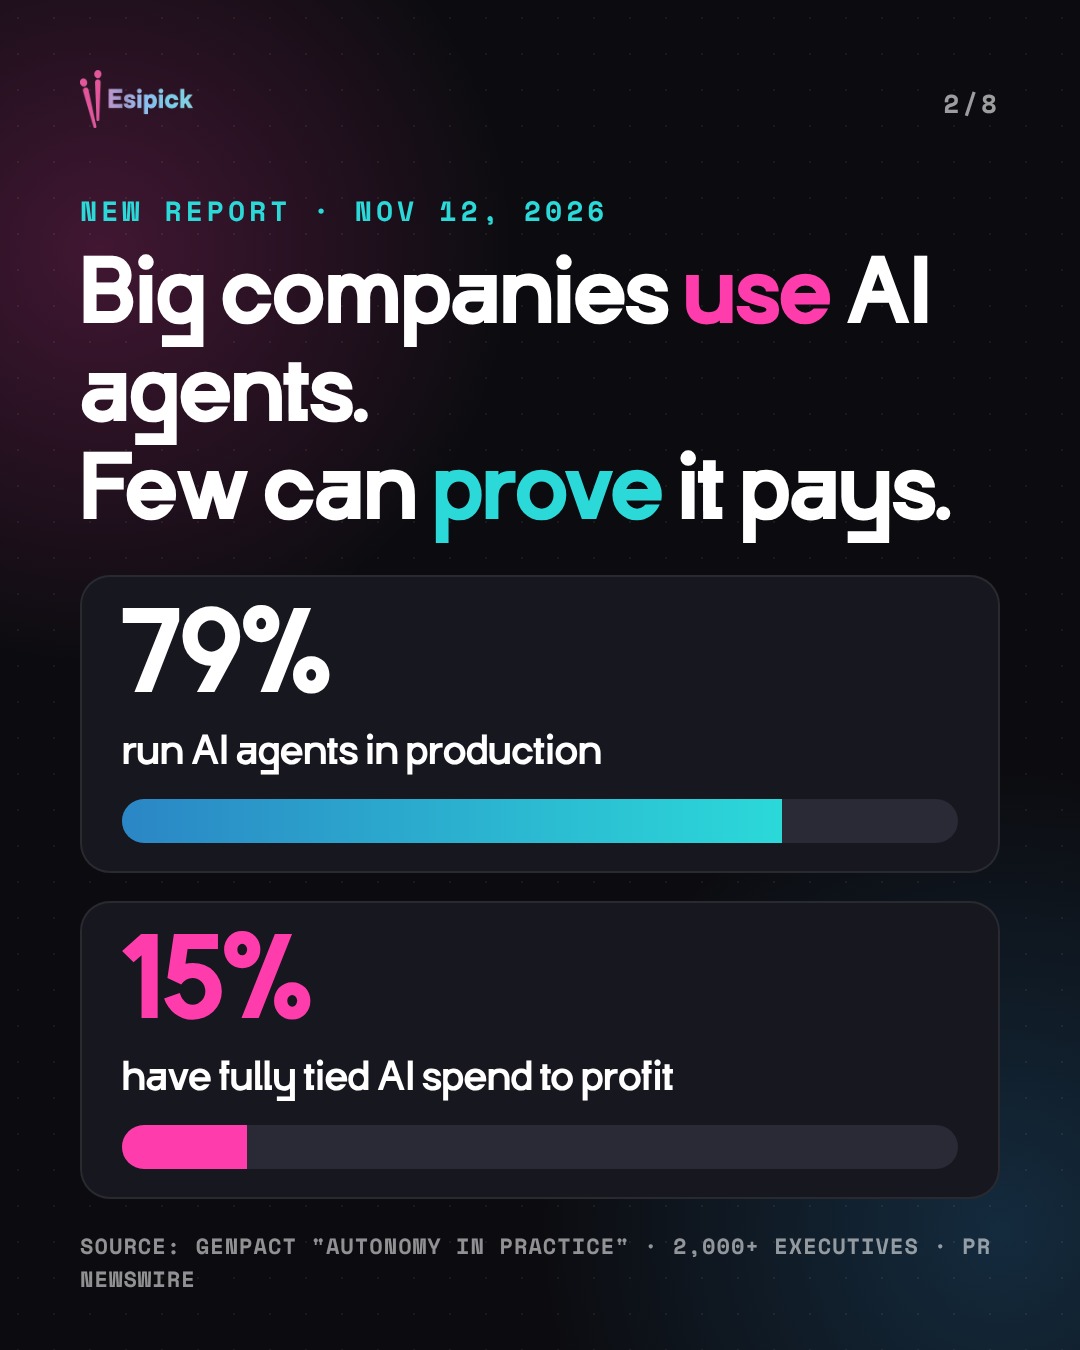 Esipick
2/8
NEW REPORT · NOV 12, 2026
Big companies use AI
agents.
Few can prove it pays.
79%
run AI agents in production
15%
have fully tied AI spend to profit
SOURCE: GENPACT "AUTONOMY IN PRACTICE" · 2,000+ EXECUTIVES · PR
NEWSWIRE